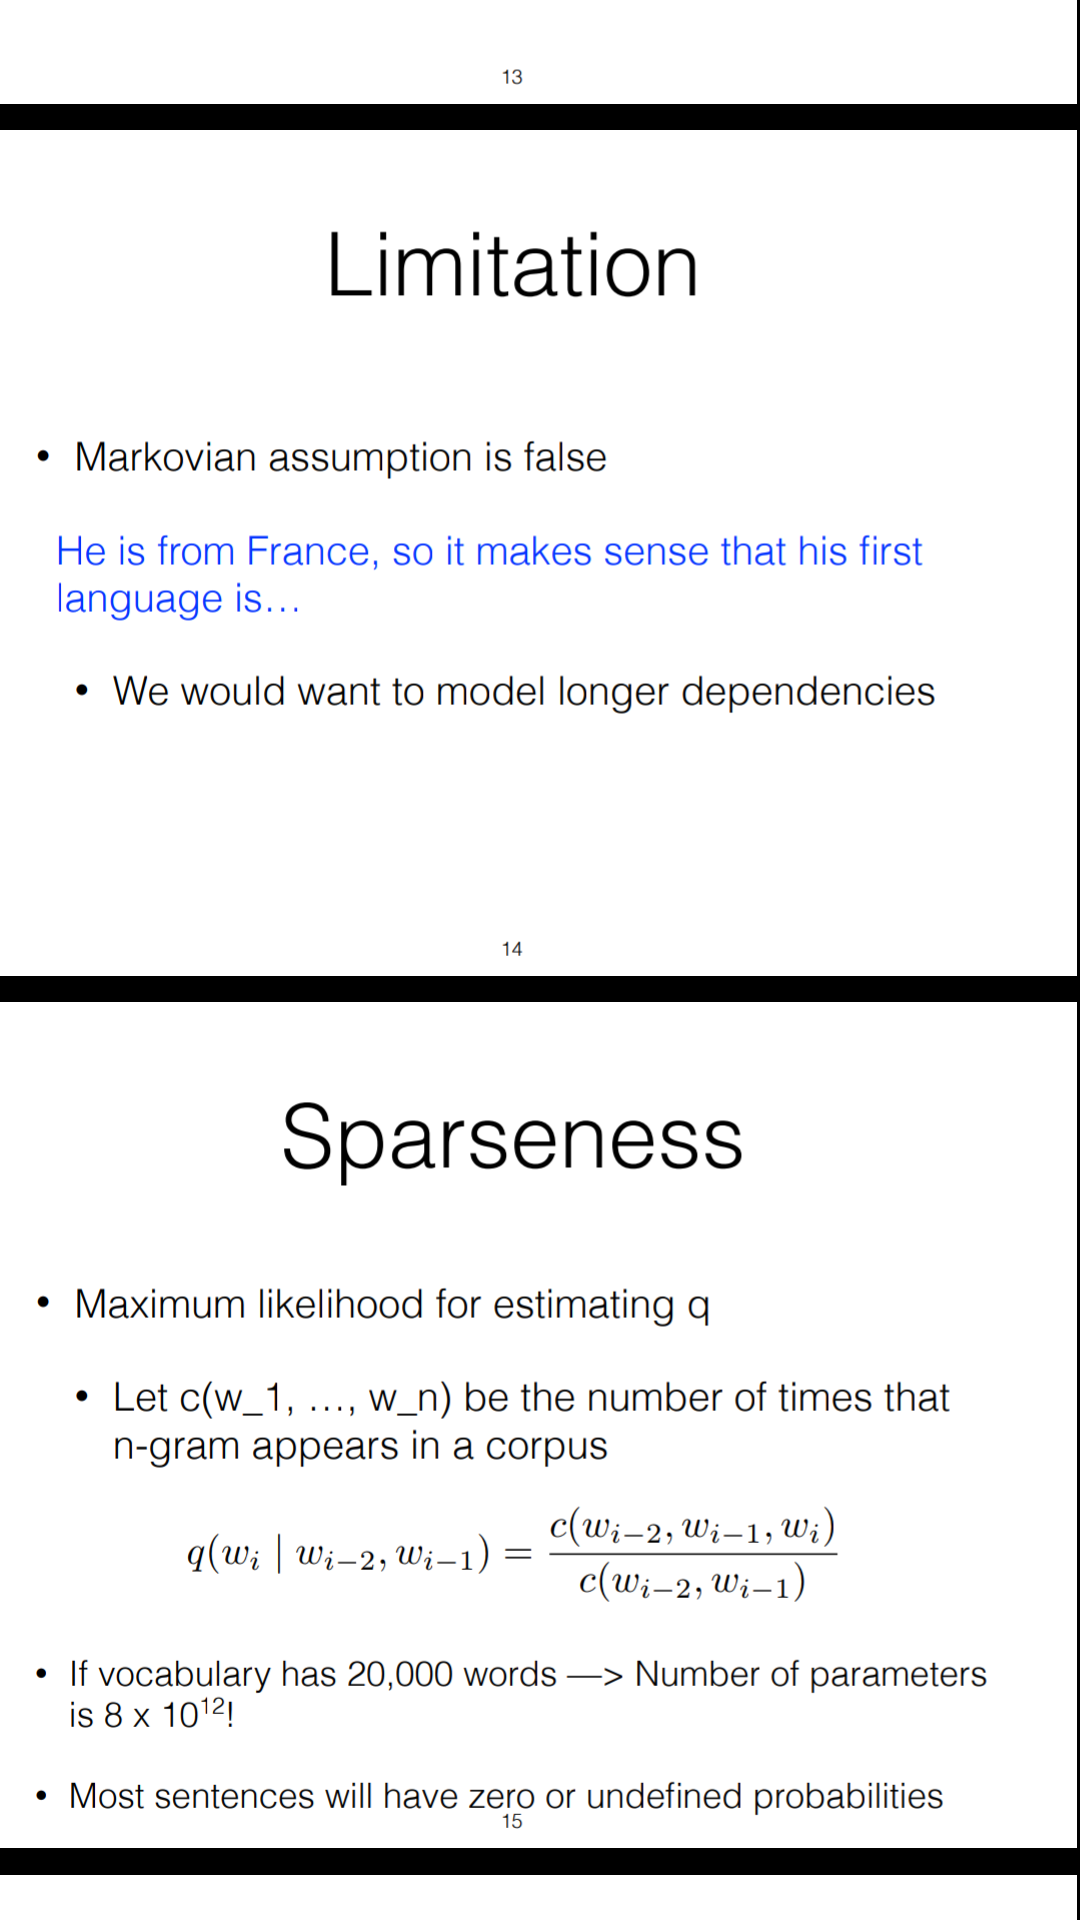 13
Limitation
• Markovian assumption is false
He is from France, so it makes sense that his first
language is…
• We would want to model longer dependencies
14
Sparseness
• Maximum likelihood for estimating q
• Let c(w_1, …, w_n) be the number of times that
n-gram appears in a corpus
q(w_i | w_{i−2}, w_{i−1}) = c(w_{i−2}, w_{i−1}, w_i) / c(w_{i−2}, w_{i−1})
• If vocabulary has 20,000 words —> Number of parameters
is 8 x 10¹²!
• Most sentences will have zero or undefined probabilities
15